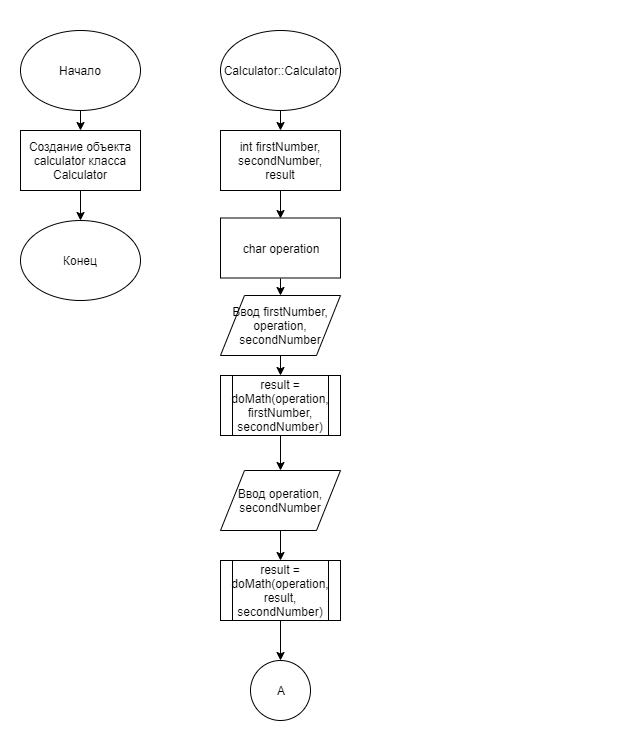 Начало
Создание объекта
calculator класса
Calculator
Конец
Calculator::Calculator
int firstNumber,
secondNumber,
result
char operation
Ввод firstNumber,
operation,
secondNumber
result =
doMath(operation,
firstNumber,
secondNumber)
Ввод operation,
secondNumber
result =
doMath(operation,
result,
secondNumber)
A